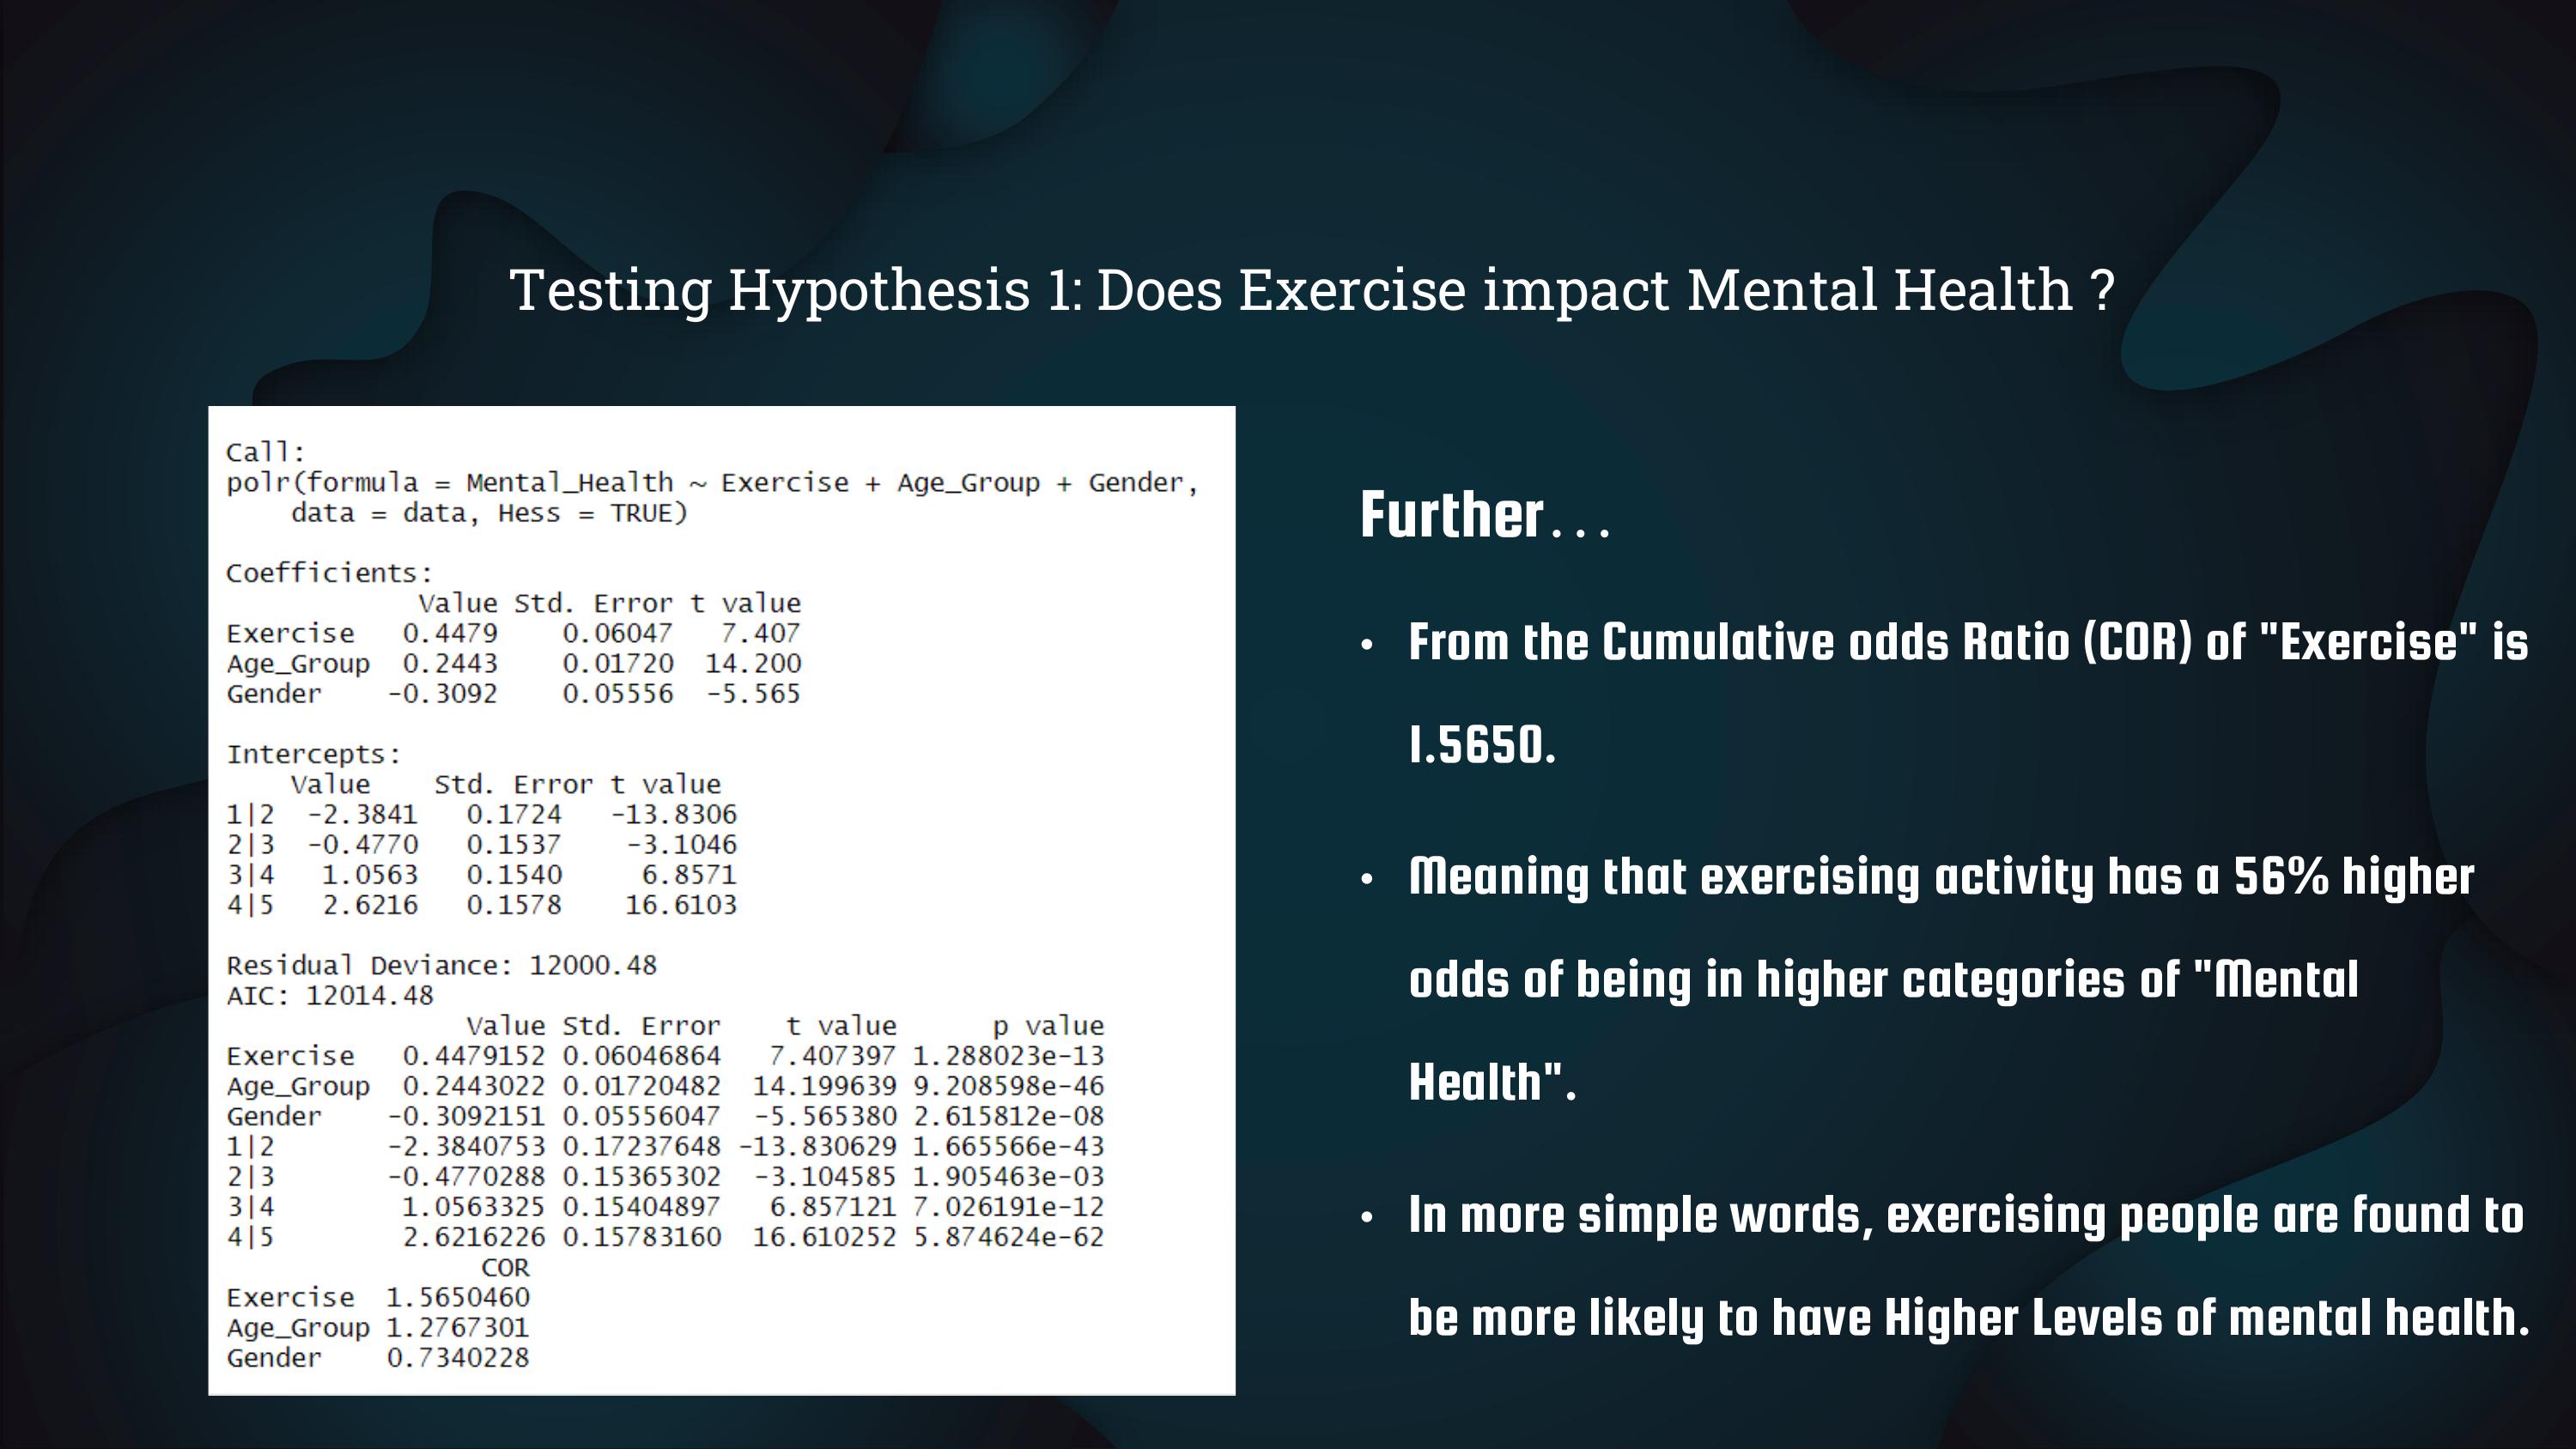 Testing Hypothesis 1: Does Exercise impact Mental Health ?
Call:
polr(formula = Mental_Health ~ Exercise + Age_Group + Gender,
    data = data, Hess = TRUE)
Coefficients:
            Value Std. Error t value
Exercise   0.4479    0.06047   7.407
Age_Group  0.2443    0.01720  14.200
Gender    -0.3092    0.05556  -5.565
Intercepts:
    Value    Std. Error t value
1|2  -2.3841   0.1724   -13.8306
2|3  -0.4770   0.1537    -3.1046
3|4   1.0563   0.1540     6.8571
4|5   2.6216   0.1578    16.6103
Residual Deviance: 12000.48
AIC: 12014.48
               Value Std. Error    t value      p value
Exercise   0.4479152 0.06046864   7.407397 1.288023e-13
Age_Group  0.2443022 0.01720482  14.199639 9.208598e-46
Gender    -0.3092151 0.05556047  -5.565380 2.615812e-08
1|2       -2.3840753 0.17237648 -13.830629 1.665566e-43
2|3       -0.4770288 0.15365302  -3.104585 1.905463e-03
3|4        1.0563325 0.15404897   6.857121 7.026191e-12
4|5        2.6216226 0.15783160  16.610252 5.874624e-62
                COR
Exercise  1.5650460
Age_Group 1.2767301
Gender    0.7340228
Further...
• From the Cumulative odds Ratio (COR) of "Exercise" is
1.5650.
• Meaning that exercising activity has a 56% higher
odds of being in higher categories of "Mental
Health".
• In more simple words, exercising people are found to
be more likely to have Higher Levels of mental health.